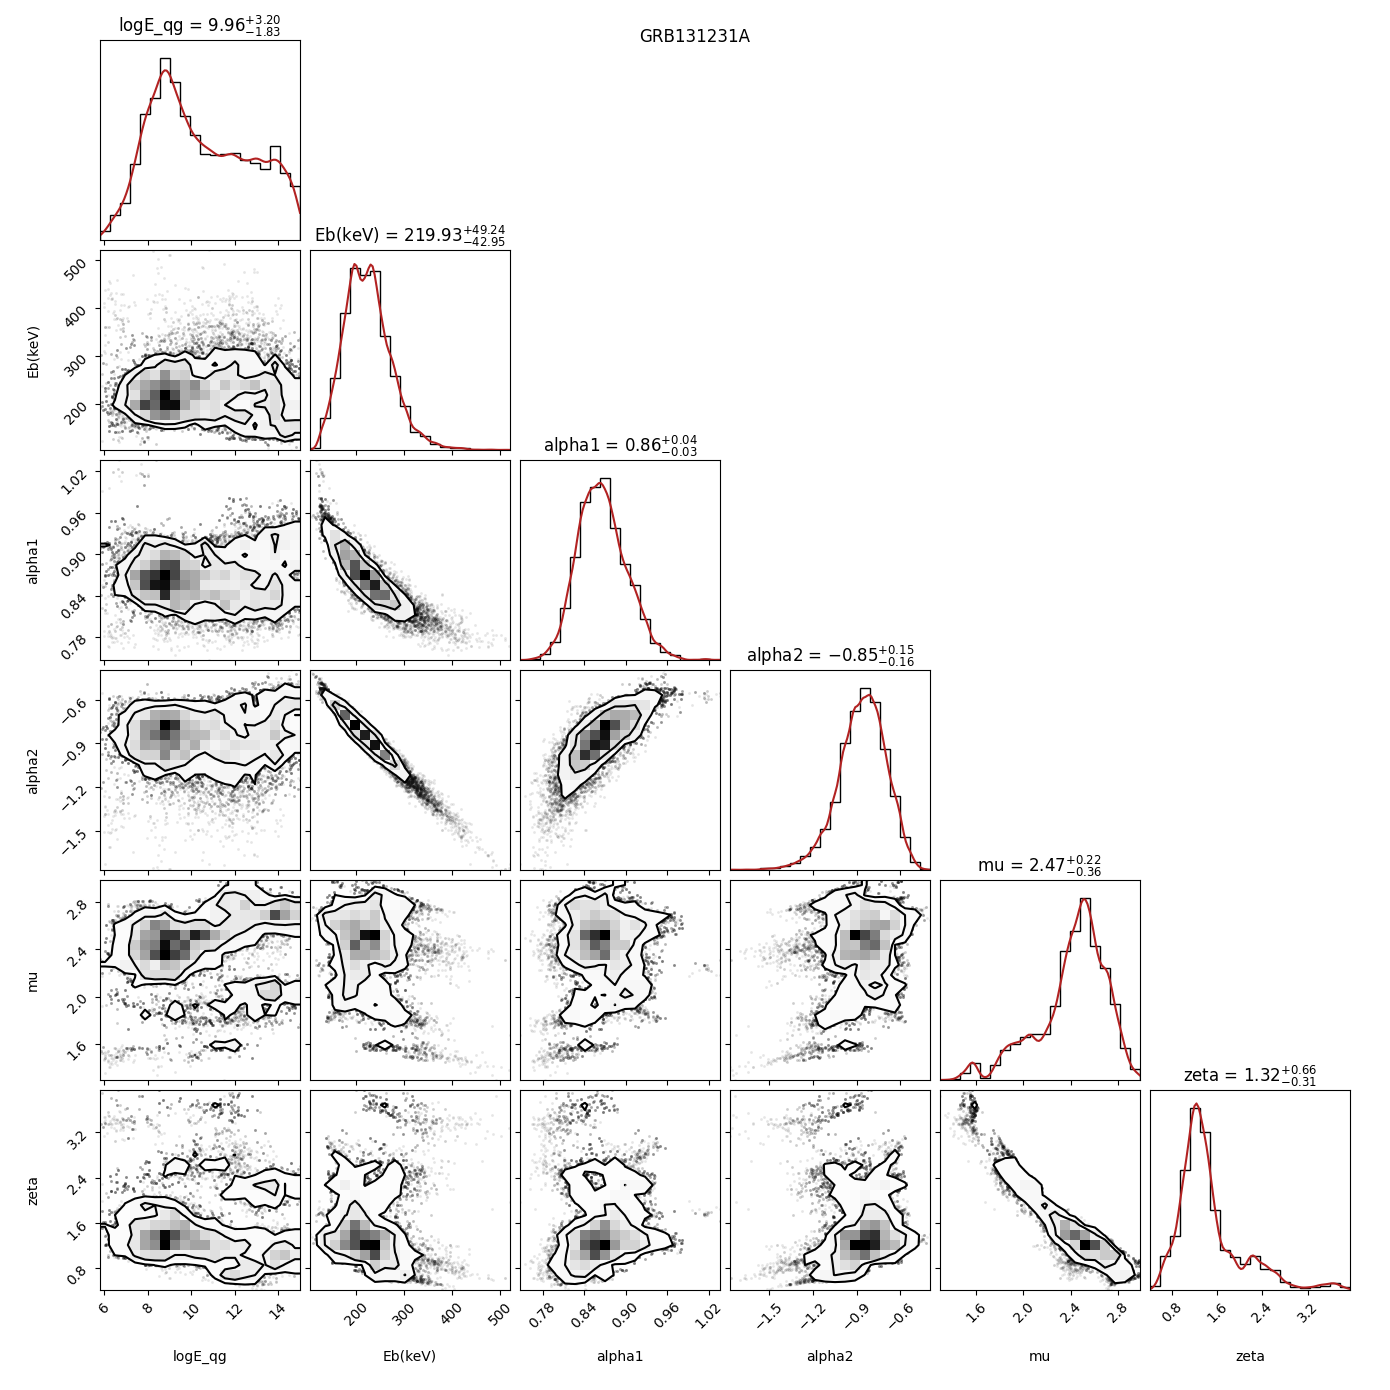 GRB131231A
logE_qg = 9.96+3.20−1.83
Eb(keV) = 219.93+49.24−42.95
500
400
300
200
Eb(keV)
alpha1 = 0.86+0.04−0.03
1.02
0.96
0.90
0.84
0.78
alpha1
alpha2 = −0.85+0.15−0.16
−0.6
−0.9
−1.2
−1.5
alpha2
mu = 2.47+0.22−0.36
2.8
2.4
2.0
1.6
mu
zeta = 1.32+0.66−0.31
3.2
2.4
1.6
0.8
zeta
6 8 10 12 14
200 300 400 500
0.78 0.84 0.90 0.96 1.02
−1.5 −1.2 −0.9 −0.6
1.6 2.0 2.4 2.8
0.8 1.6 2.4 3.2
logE_qg Eb(keV) alpha1 alpha2 mu zeta